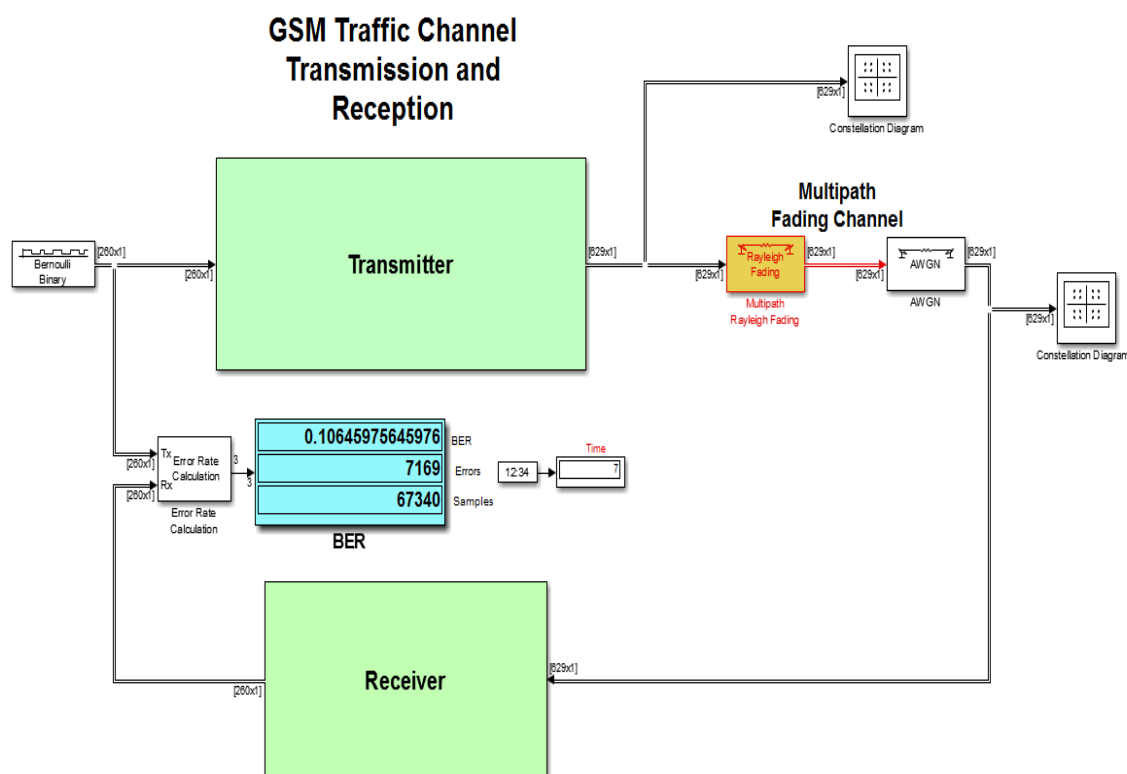 GSM Traffic Channel
Transmission and
Reception
[629x1]
Constellation Diagram
Multipath
Fading Channel
[260x1]
Bernoulli
Binary
[260x1]
Transmitter
[629x1]
[629x1]
Rayleigh
Fading
[629x1]
Multipath
Rayleigh Fading
[629x1]
AWGN
[629x1]
AWGN
[629x1]
Constellation Diagram
Tx
[260x1]
Rx
[260x1]
Error Rate
Calculation
3
Error Rate
Calculation
3
0.10645975645976
BER
7169
Errors
67340
Samples
BER
12:34
Time
7
Receiver
[260x1]
[629x1]